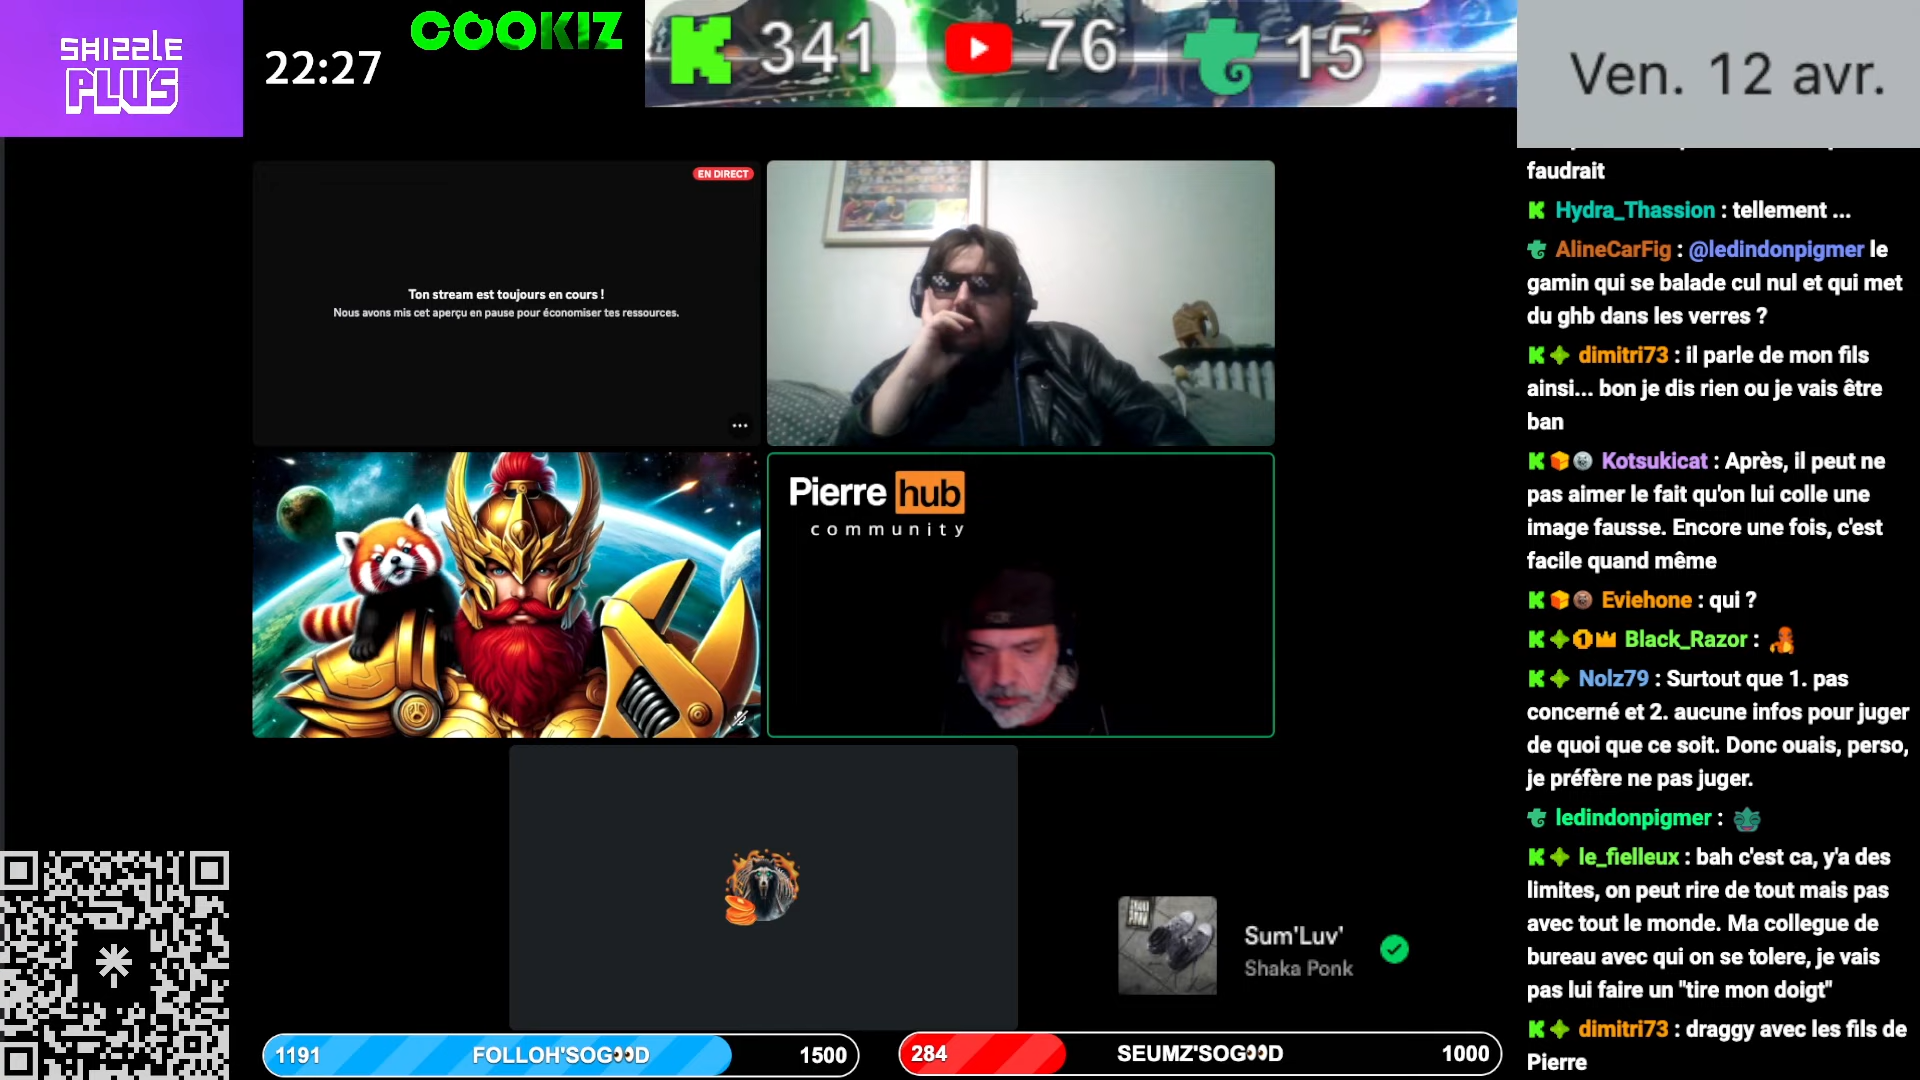 SHIZZLE
PLUS
22:27
COOKIZ
341
76
15
Ven. 12 avr.
EN DIRECT
Ton stream est toujours en cours !
Nous avons mis cet aperçu en pause pour économiser tes ressources.
Pierre hub
community
Sum'Luv'
Shaka Ponk
1191 FOLLOH'SOG👀D 1500
284 SEUMZ'SOG👀D 1000
faudrait
Hydra_Thassion : tellement ...
AlineCarFig : @ledindonpigmer le
gamin qui se balade cul nul et qui met
du ghb dans les verres ?
dimitri73 : il parle de mon fils
ainsi... bon je dis rien ou je vais être
ban
Kotsukicat : Après, il peut ne
pas aimer le fait qu'on lui colle une
image fausse. Encore une fois, c'est
facile quand même
Eviehone : qui ?
Black_Razor :
Nolz79 : Surtout que 1. pas
concerné et 2. aucune infos pour juger
de quoi que ce soit. Donc ouais, perso,
je préfère ne pas juger.
ledindonpigmer :
le_fielleux : bah c'est ca, y'a des
limites, on peut rire de tout mais pas
avec tout le monde. Ma collegue de
bureau avec qui on se tolere, je vais
pas lui faire un "tire mon doigt"
dimitri73 : draggy avec les fils de
Pierre